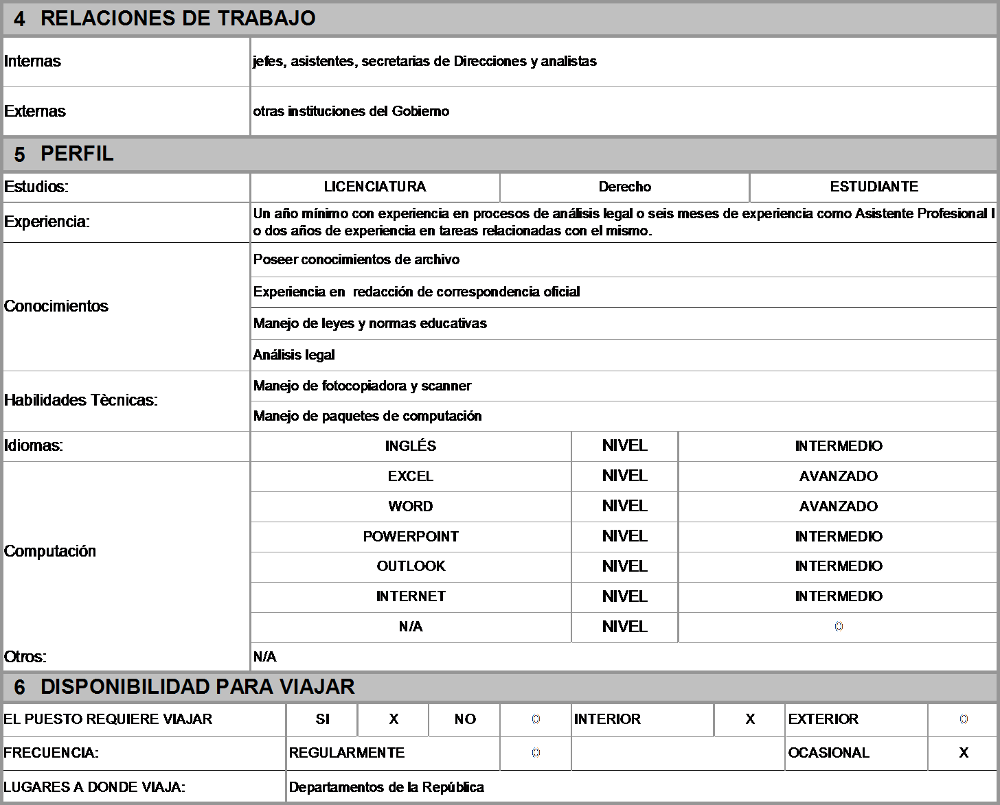 4 RELACIONES DE TRABAJO
Internas jefes, asistentes, secretarias de Direcciones y analistas
Externas otras instituciones del Gobierno
5 PERFIL
Estudios: LICENCIATURA Derecho ESTUDIANTE
Experiencia: Un año mínimo con experiencia en procesos de análisis legal o seis meses de experiencia como Asistente Profesional I
o dos años de experiencia en tareas relacionadas con el mismo.
Conocimientos
Poseer conocimientos de archivo
Experiencia en redacción de correspondencia oficial
Manejo de leyes y normas educativas
Análisis legal
Habilidades Tècnicas:
Manejo de fotocopiadora y scanner
Manejo de paquetes de computación
Idiomas: INGLÉS NIVEL INTERMEDIO
Computación
EXCEL NIVEL AVANZADO
WORD NIVEL AVANZADO
POWERPOINT NIVEL INTERMEDIO
OUTLOOK NIVEL INTERMEDIO
INTERNET NIVEL INTERMEDIO
N/A NIVEL 0
Otros: N/A
6 DISPONIBILIDAD PARA VIAJAR
EL PUESTO REQUIERE VIAJAR SI X NO 0 INTERIOR X EXTERIOR 0
FRECUENCIA: REGULARMENTE 0 OCASIONAL X
LUGARES A DONDE VIAJA: Departamentos de la República